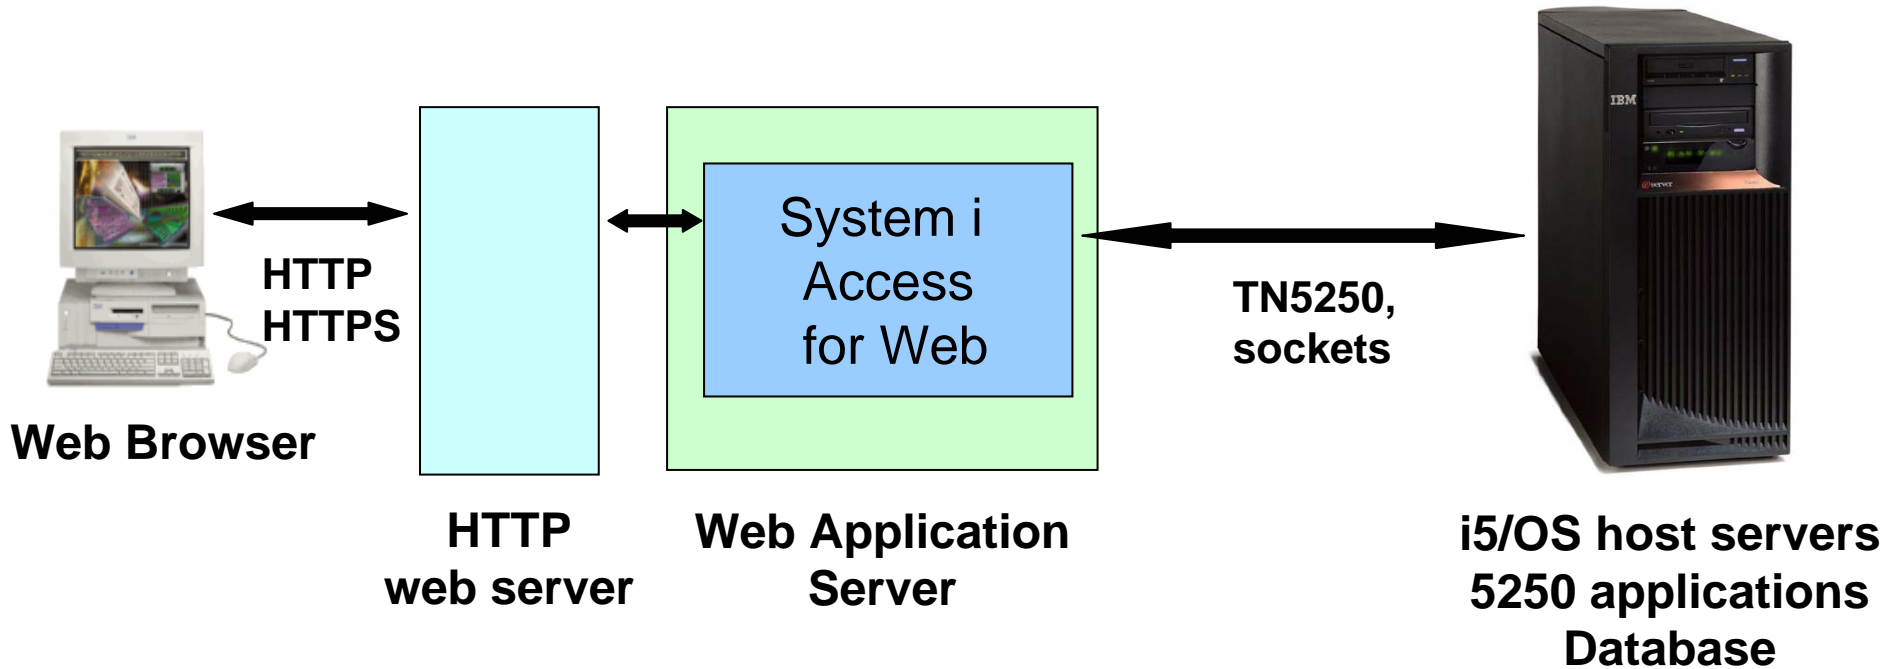 IBM
@server
HTTP
HTTPS
Web Browser
HTTP
web server
System i
Access
for Web
Web Application
Server
TN5250,
sockets
i5/OS host servers
5250 applications
Database